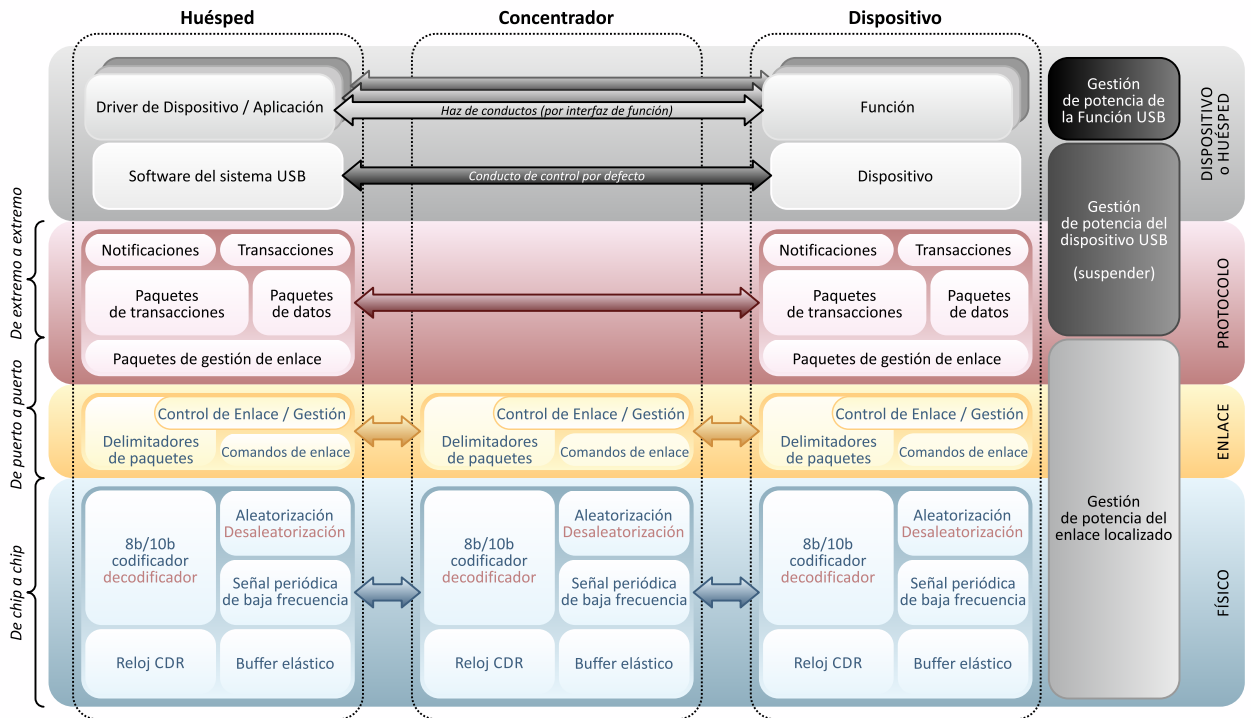 Huésped
Concentrador
Dispositivo
Driver de Dispositivo / Aplicación
Haz de conductos (por interfaz de función)
Función
Gestión
de potencia de
la Función USB
DISPOSITIVO
o HUÉSPED
Software del sistema USB
Conducto de control por defecto
Dispositivo
Gestión
de potencia del
dispositivo USB
(suspender)
De extremo a extremo
Notificaciones
Transacciones
Paquetes
de transacciones
Paquetes
de datos
Paquetes de gestión de enlace
Notificaciones
Transacciones
Paquetes
de transacciones
Paquetes
de datos
Paquetes de gestión de enlace
PROTOCOLO
De puerto a puerto
Control de Enlace / Gestión
Delimitadores
de paquetes
Comandos de enlace
Control de Enlace / Gestión
Delimitadores
de paquetes
Comandos de enlace
Control de Enlace / Gestión
Delimitadores
de paquetes
Comandos de enlace
ENLACE
Gestión
de potencia del
enlace localizado
De chip a chip
8b/10b
codificador
decodificador
Aleatorización
Desaleatorización
Señal periódica
de baja frecuencia
Reloj CDR
Buffer elástico
8b/10b
codificador
decodificador
Aleatorización
Desaleatorización
Señal periódica
de baja frecuencia
Reloj CDR
Buffer elástico
8b/10b
codificador
decodificador
Aleatorización
Desaleatorización
Señal periódica
de baja frecuencia
Reloj CDR
Buffer elástico
FÍSICO